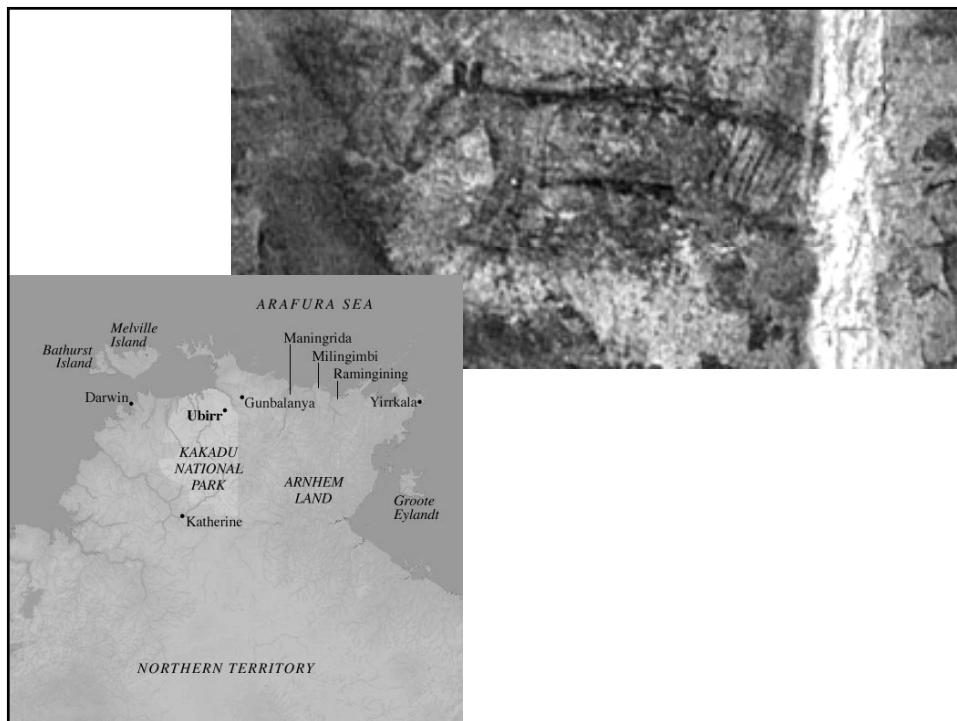 ARAFURA SEA
Maningrida
Melville
Island
Milingimbi
Bathurst
Island
Ramingining
Darwin
Gunbalanya
Yirrkala
Ubirr
KAKADU
NATIONAL
PARK
ARNHEM
LAND
Groote
Eylandt
Katherine
NORTHERN TERRITORY